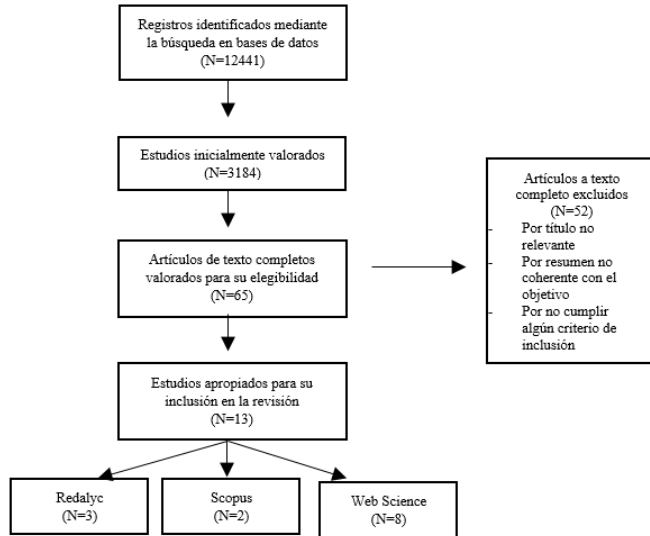 Registros identificados mediante
la búsqueda en bases de datos
(N=12441)
Estudios inicialmente valorados
(N=3184)
Artículos de texto completos
valorados para su elegibilidad
(N=65)
Artículos a texto
completo excluidos
(N=52)
- Por título no
relevante
- Por resumen no
coherente con el
objetivo
- Por no cumplir
algún criterio de
inclusión
Estudios apropiados para su
inclusión en la revisión
(N=13)
Redalyc
(N=3)
Scopus
(N=2)
Web Science
(N=8)